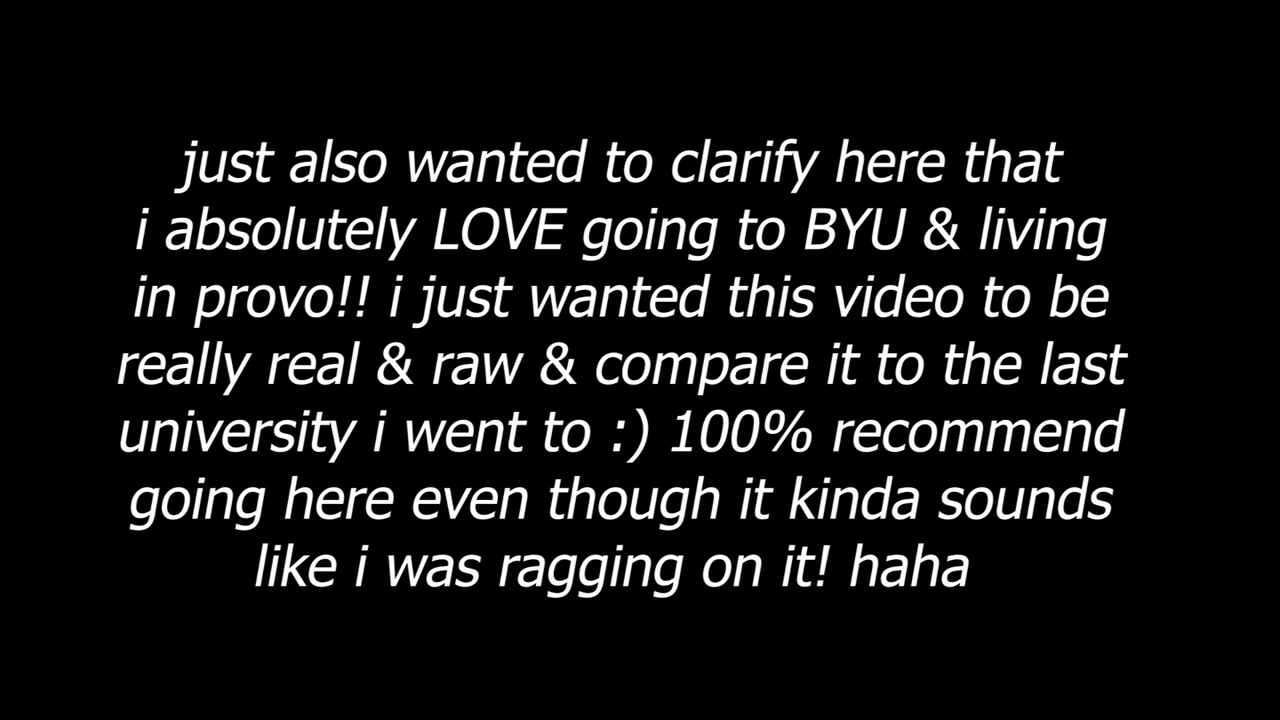 just also wanted to clarify here that
i absolutely LOVE going to BYU & living
in provo!! i just wanted this video to be
really real & raw & compare it to the last
university i went to :) 100% recommend
going here even though it kinda sounds
like i was ragging on it! haha